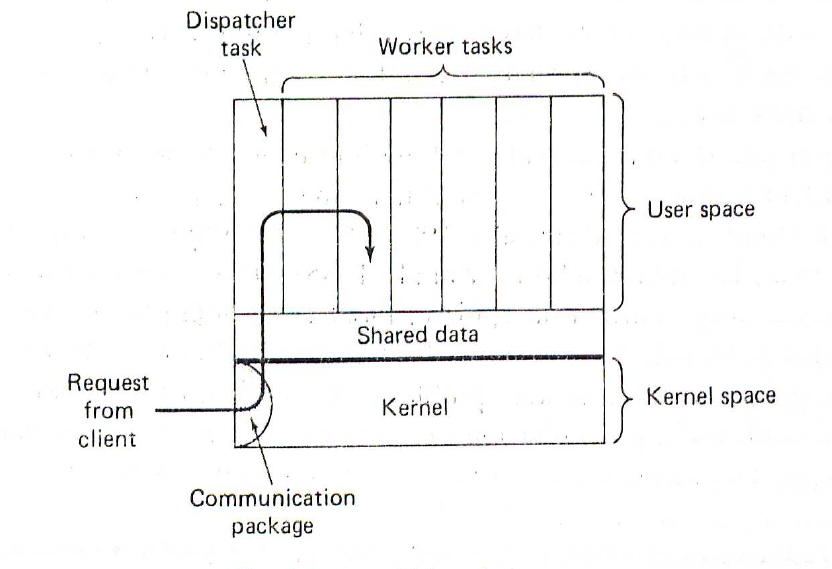 Dispatcher
task
Worker tasks
User space
Shared data
Request
from
client
Kernel
Kernel space
Communication
package